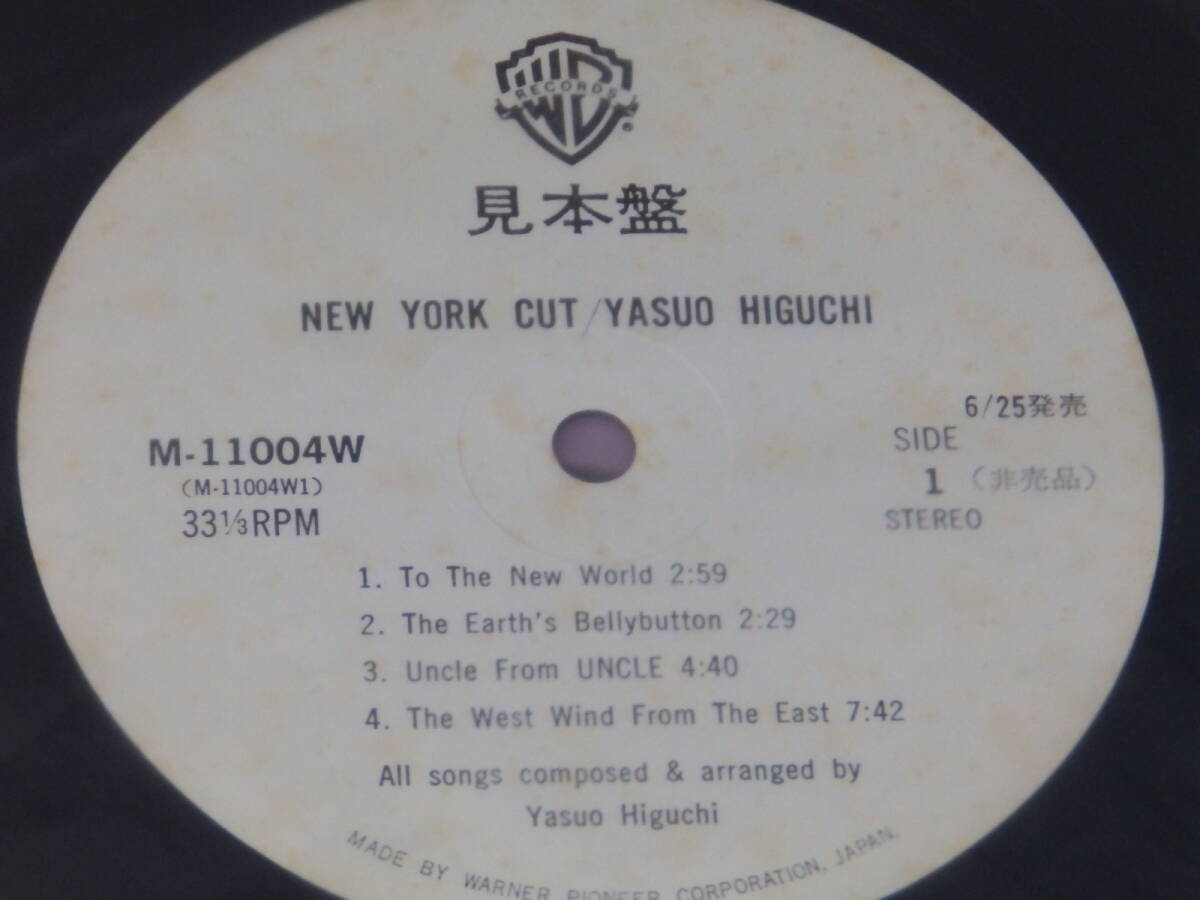 WB
RECORDS
®
見本盤
NEW YORK CUT/YASUO HIGUCHI
6/25発売
M-11004W
(M-11004W1)
33⅓RPM
SIDE
1 (非売品)
STEREO
1. To The New World 2:59
2. The Earth's Bellybutton 2:29
3. Uncle From UNCLE 4:40
4. The West Wind From The East 7:42
All songs composed & arranged by
Yasuo Higuchi
MADE BY WARNER PIONEER CORPORATION, JAPAN.